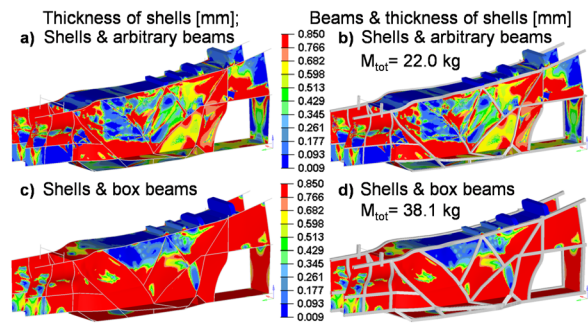 Thickness of shells [mm];
a) Shells & arbitrary beams
Beams & thickness of shells [mm]
b) Shells & arbitrary beams
Mtot= 22.0 kg
0.850
0.766
0.682
0.598
0.513
0.429
0.345
0.261
0.177
0.093
0.009
c) Shells & box beams
d) Shells & box beams
Mtot= 38.1 kg
0.850
0.766
0.682
0.598
0.513
0.429
0.345
0.261
0.177
0.093
0.009